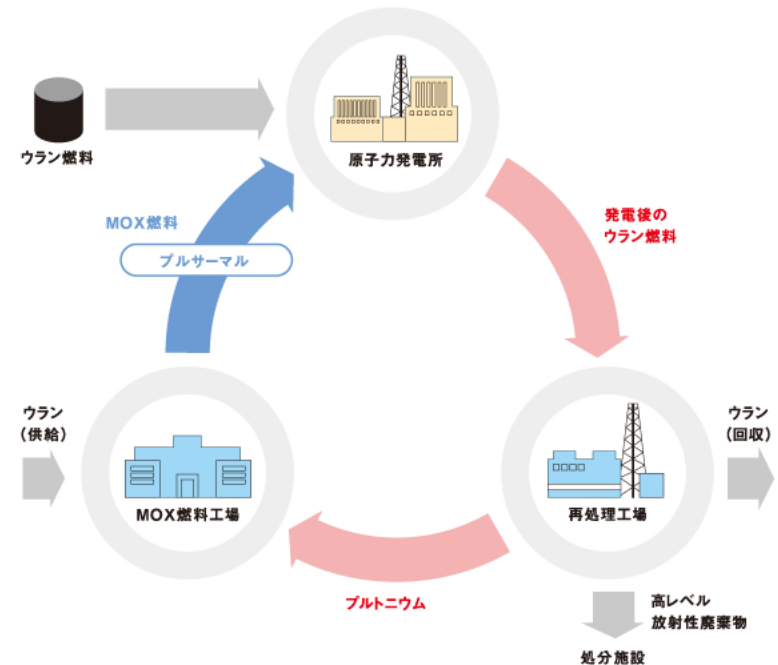 ウラン燃料
原子力発電所
MOX燃料
プルサーマル
発電後の
ウラン燃料
ウラン
（供給）
MOX燃料工場
再処理工場
ウラン
（回収）
プルトニウム
高レベル
放射性廃棄物
処分施設